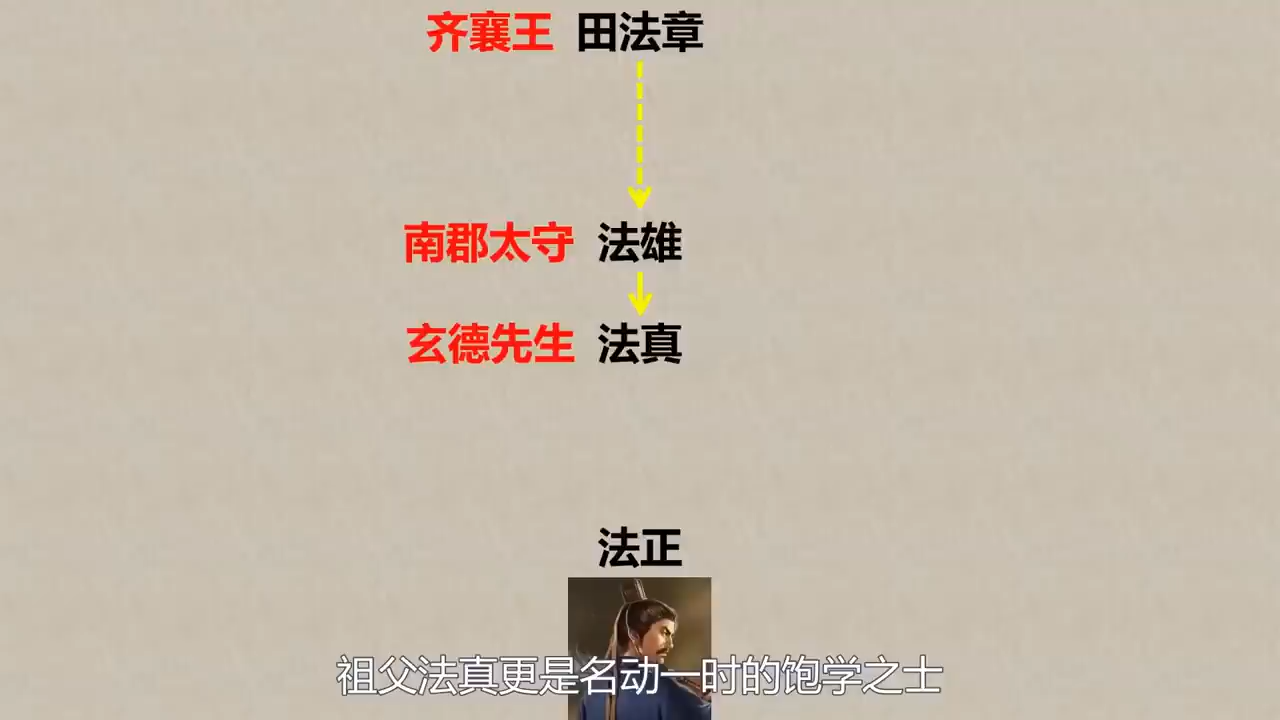 齐襄王 田法章
南郡太守 法雄
玄德先生 法真
法正
祖父法真更是名动一时的饱学之士